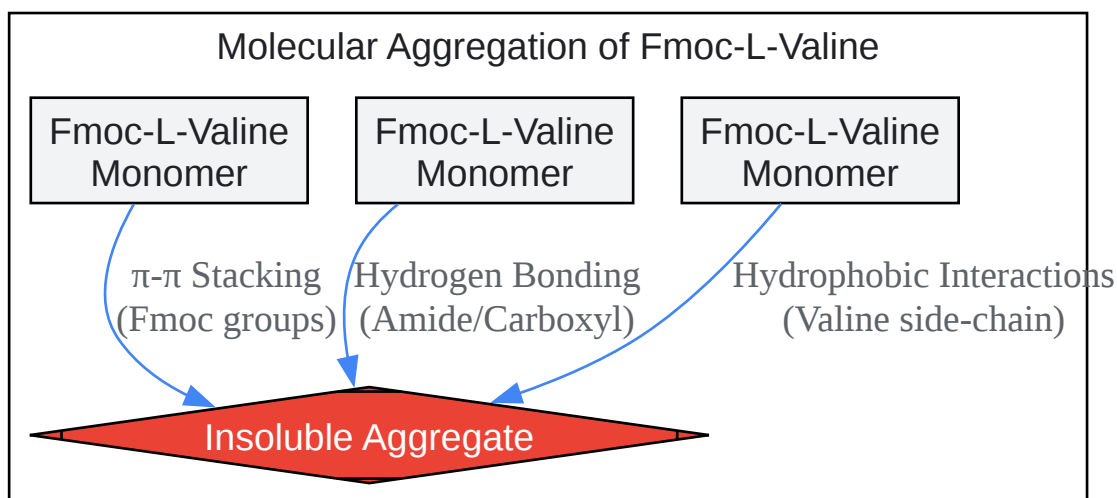 Molecular Aggregation of Fmoc-L-Valine
Fmoc-L-Valine
Monomer
Fmoc-L-Valine
Monomer
Fmoc-L-Valine
Monomer
π-π Stacking
(Fmoc groups)
Hydrogen Bonding
(Amide/Carboxyl)
Hydrophobic Interactions
(Valine side-chain)
Insoluble Aggregate